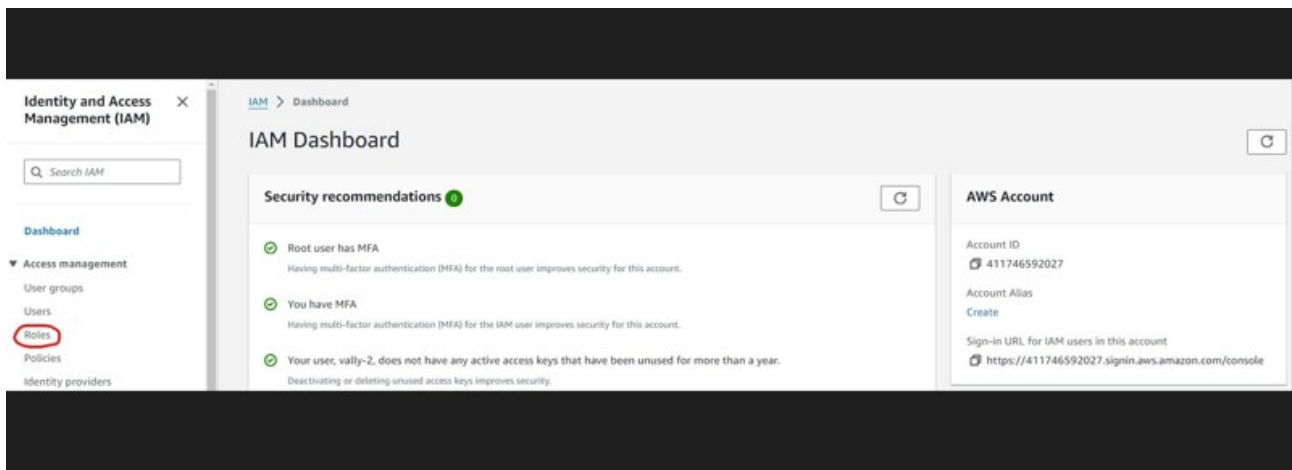 Identity and Access
Management (IAM)
Search IAM
Dashboard
Access management
User groups
Users
Roles
Policies
Identity providers
IAM > Dashboard
IAM Dashboard
Security recommendations 0
Root user has MFA
Having multi-factor authentication (MFA) for the root user improves security for this account.
You have MFA
Having multi-factor authentication (MFA) for the IAM user improves security for this account.
Your user, vally-2, does not have any active access keys that have been unused for more than a year.
Deactivating or deleting unused access keys improves security.
AWS Account
Account ID
411746592027
Account Alias
Create
Sign-in URL for IAM users in this account
https://411746592027.signin.aws.amazon.com/console